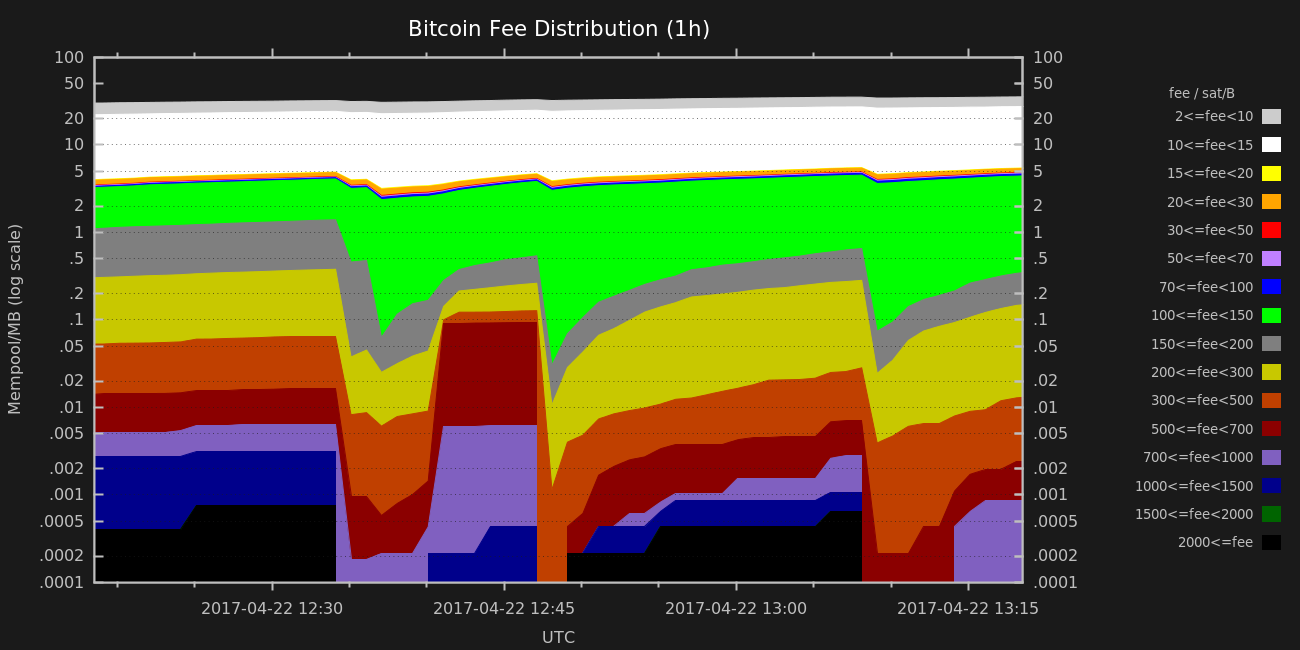 Bitcoin Fee Distribution (1h)
Mempool/MB (log scale)
100
50
20
10
5
2
1
.5
.2
.1
.05
.02
.01
.005
.002
.001
.0005
.0002
.0001
100
50
20
10
5
2
1
.5
.2
.1
.05
.02
.01
.005
.002
.001
.0005
.0002
.0001
2017-04-22 12:30
2017-04-22 12:45
2017-04-22 13:00
2017-04-22 13:15
UTC
fee / sat/B
2<=fee<10
10<=fee<15
15<=fee<20
20<=fee<30
30<=fee<50
50<=fee<70
70<=fee<100
100<=fee<150
150<=fee<200
200<=fee<300
300<=fee<500
500<=fee<700
700<=fee<1000
1000<=fee<1500
1500<=fee<2000
2000<=fee